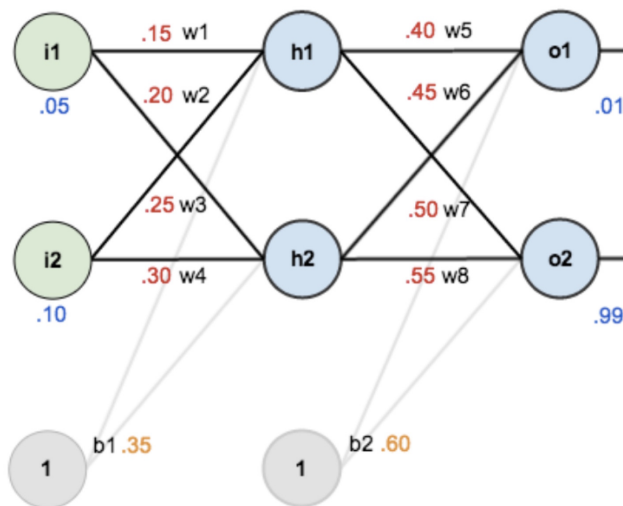 i1 .15 w1 h1 .40 w5 o1
.20 w2 .45 w6
.05 .01
.25 w3 .50 w7
i2 h2 o2
.30 w4 .55 w8
.10 .99
b1 .35 b2 .60
1 1